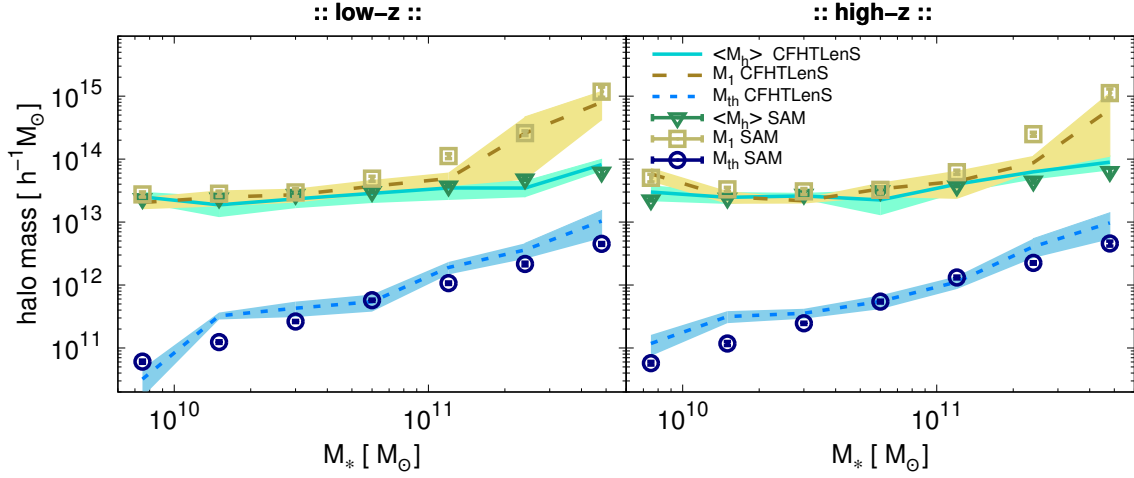 :: low−z ::
:: high−z ::
halo mass [ h⁻¹M⊙ ]
10¹⁵
10¹⁴
10¹³
10¹²
10¹¹
<Mₕ> CFHTLenS
M₁ CFHTLenS
Mₜₕ CFHTLenS
<Mₕ> SAM
M₁ SAM
Mₜₕ SAM
10¹⁰
10¹¹
10¹⁰
10¹¹
M∗ [ M⊙ ]
M∗ [ M⊙ ]